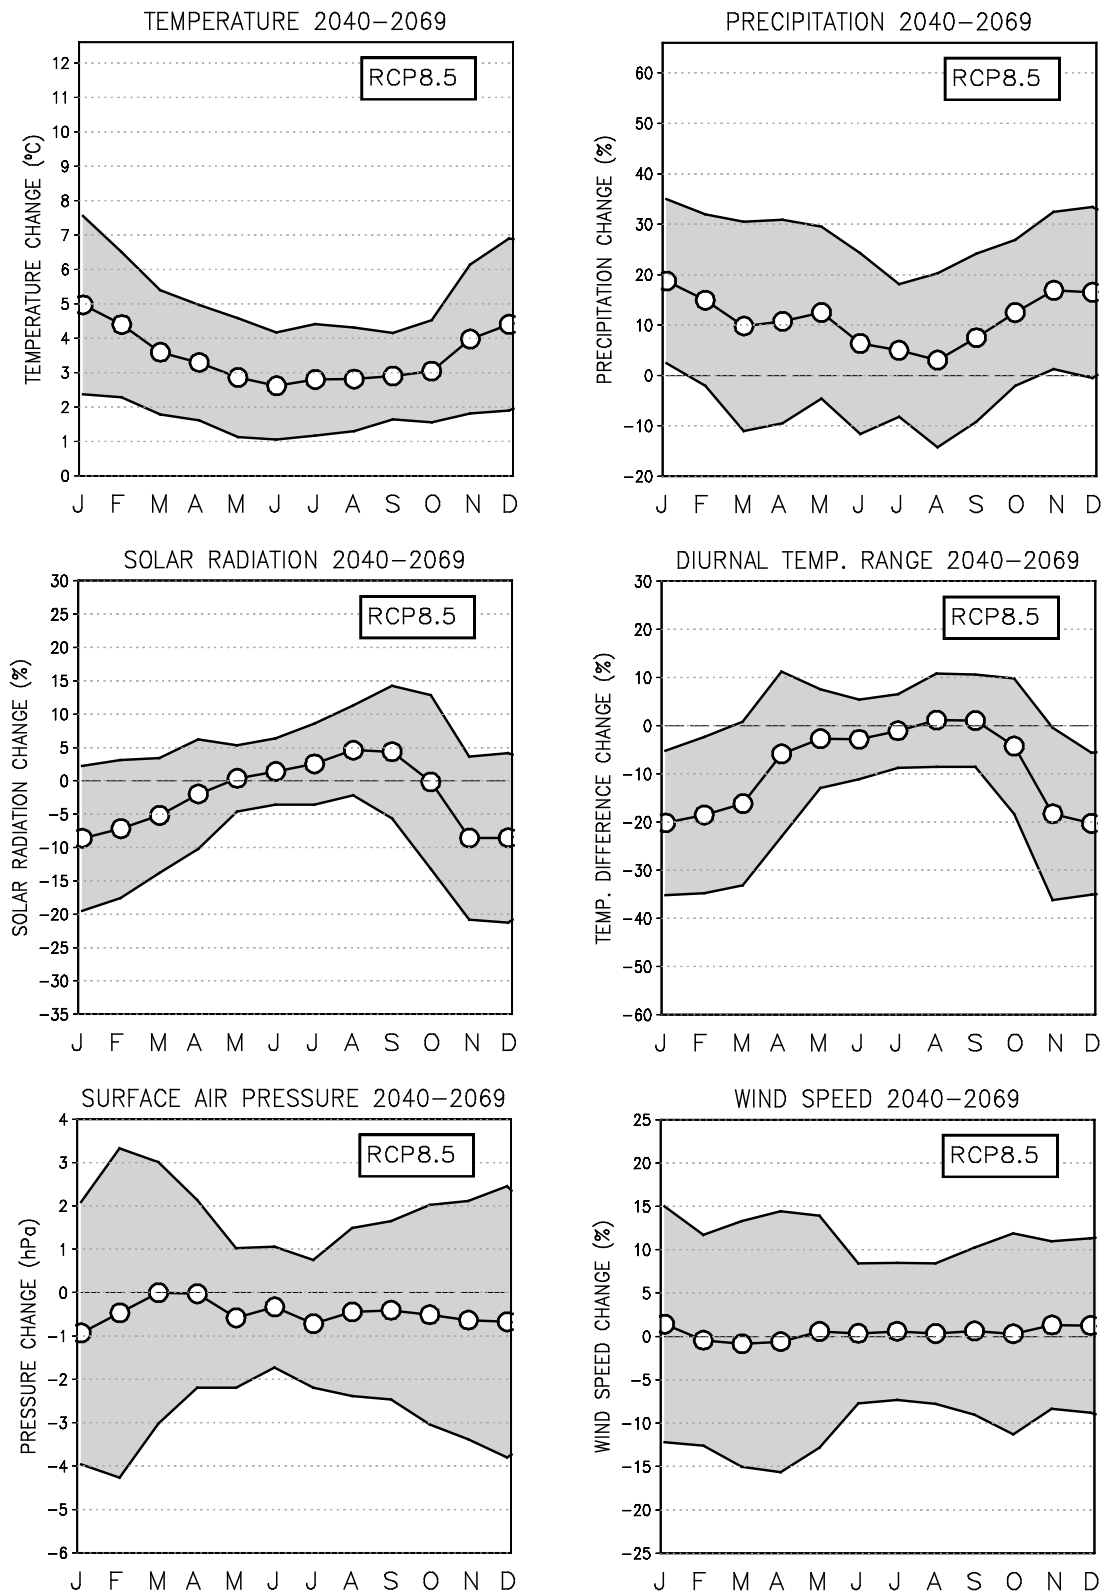 TEMPERATURE 2040−2069
RCP8.5
TEMPERATURE CHANGE (ºC)
12
11
10
9
8
7
6
5
4
3
2
1
0
J F M A M J J A S O N D
PRECIPITATION 2040−2069
RCP8.5
PRECIPITATION CHANGE (%)
60
50
40
30
20
10
0
−10
−20
J F M A M J J A S O N D
SOLAR RADIATION 2040−2069
RCP8.5
SOLAR RADIATION CHANGE (%)
30
25
20
15
10
5
0
−5
−10
−15
−20
−25
−30
−35
J F M A M J J A S O N D
DIURNAL TEMP. RANGE 2040−2069
RCP8.5
TEMP. DIFFERENCE CHANGE (%)
30
20
10
0
−10
−20
−30
−40
−50
−60
J F M A M J J A S O N D
SURFACE AIR PRESSURE 2040−2069
RCP8.5
PRESSURE CHANGE (hPa)
4
3
2
1
0
−1
−2
−3
−4
−5
−6
J F M A M J J A S O N D
WIND SPEED 2040−2069
RCP8.5
WIND SPEED CHANGE (%)
25
20
15
10
5
0
−5
−10
−15
−20
−25
J F M A M J J A S O N D